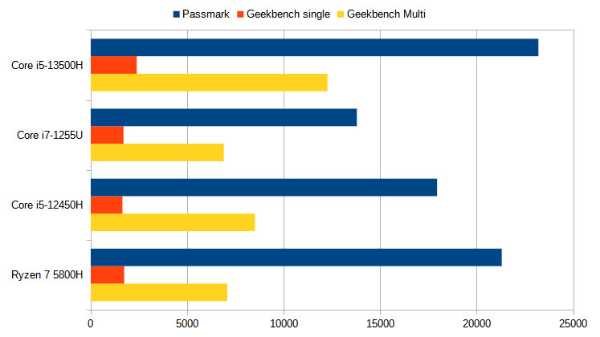 Passmark Geekbench single Geekbench Multi
Core i5-13500H
Core i7-1255U
Core i5-12450H
Ryzen 7 5800H
0 5000 10000 15000 20000 25000